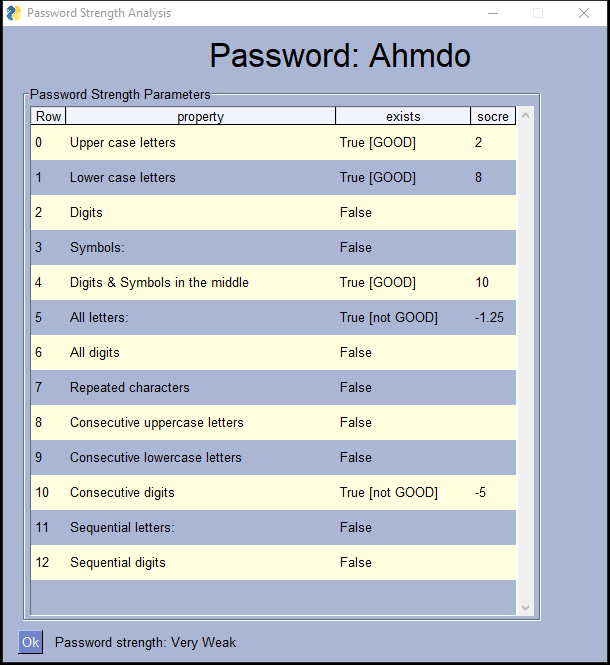 Password Strength Analysis
Password: Ahmdo
Password Strength Parameters
Row property exists socre
0 Upper case letters True [GOOD] 2
1 Lower case letters True [GOOD] 8
2 Digits False
3 Symbols: False
4 Digits & Symbols in the middle True [GOOD] 10
5 All letters: True [not GOOD] -1.25
6 All digits False
7 Repeated characters False
8 Consecutive uppercase letters False
9 Consecutive lowercase letters False
10 Consecutive digits True [not GOOD] -5
11 Sequential letters: False
12 Sequential digits False
Ok Password strength: Very Weak